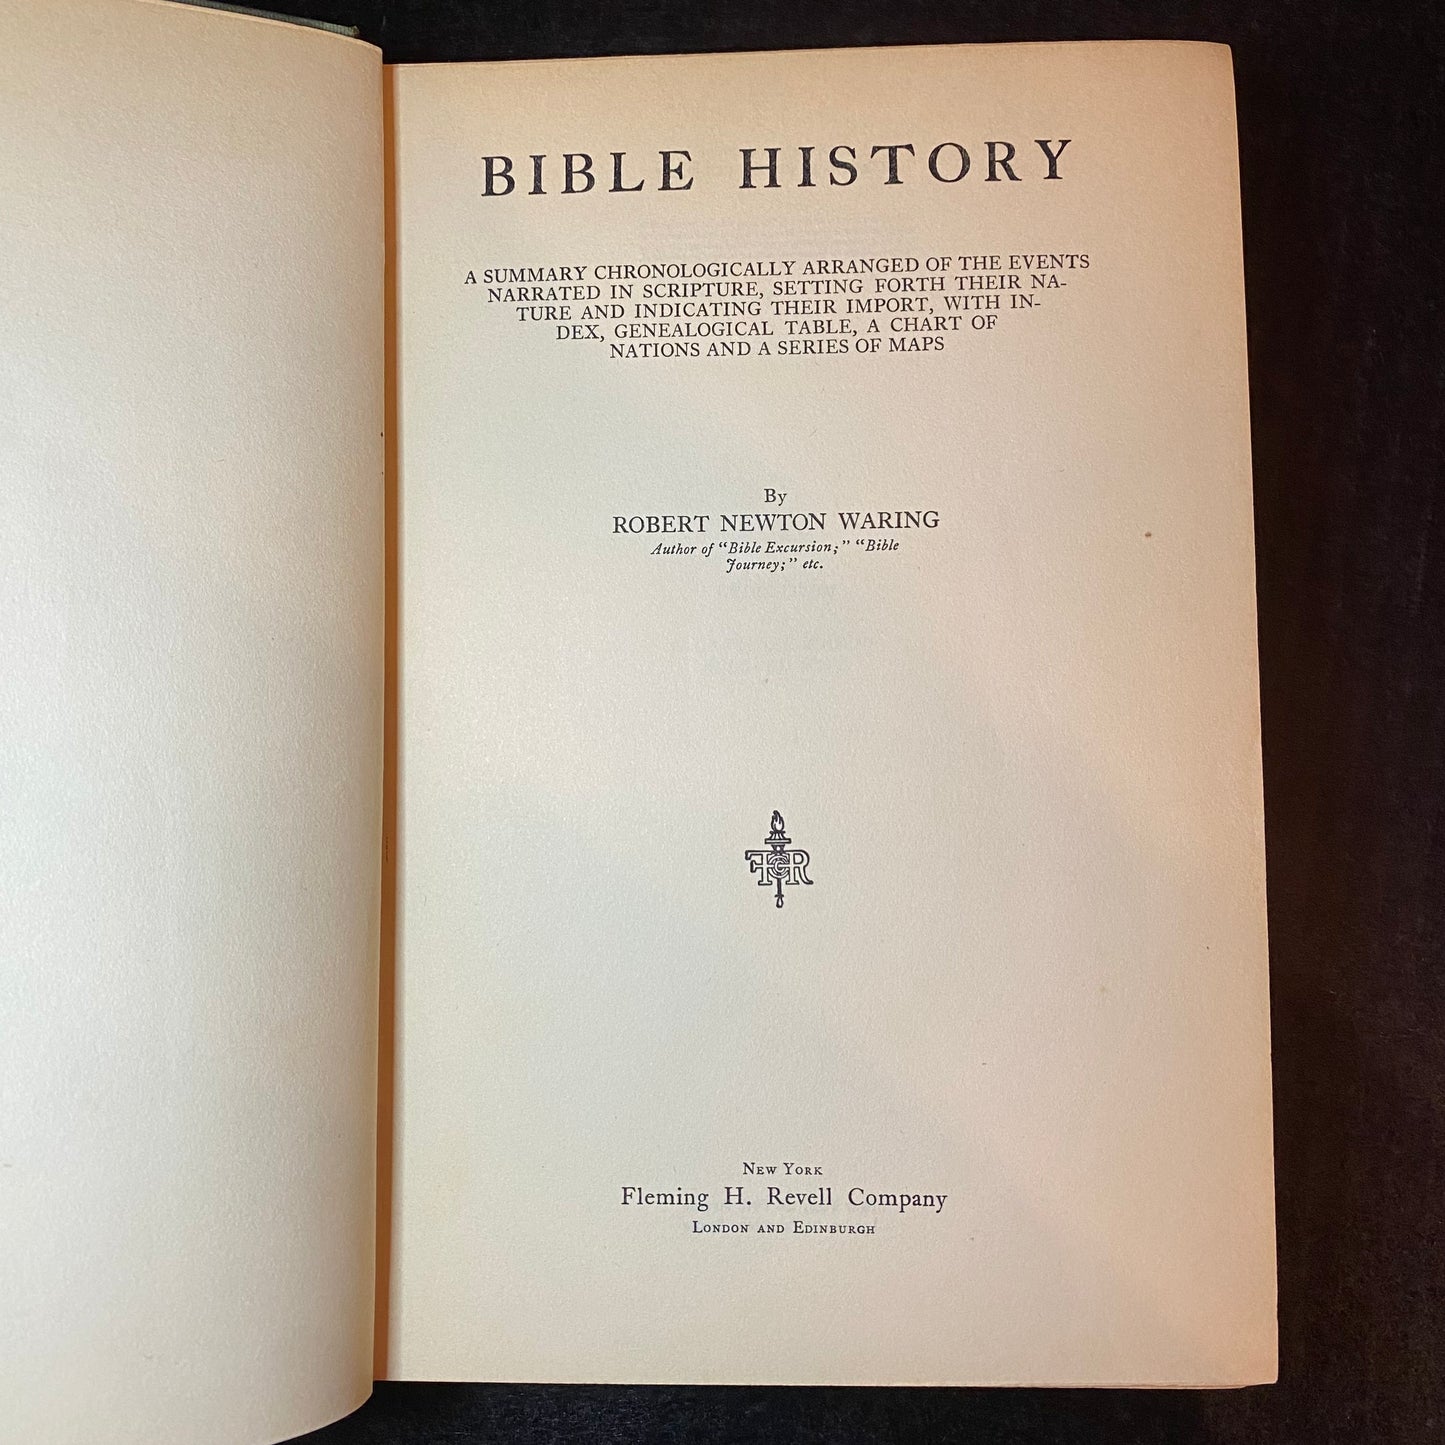 BIBLE HISTORY
A SUMMARY CHRONOLOGICALLY ARRANGED OF THE EVENTS
NARRATED IN SCRIPTURE, SETTING FORTH THEIR NA-
TURE AND INDICATING THEIR IMPORT, WITH IN-
DEX, GENEALOGICAL TABLE, A CHART OF
NATIONS AND A SERIES OF MAPS
By
ROBERT NEWTON WARING
Author of "Bible Excursion;" "Bible
Journey;" etc.
FGR
NEW YORK
Fleming H. Revell Company
LONDON AND EDINBURGH